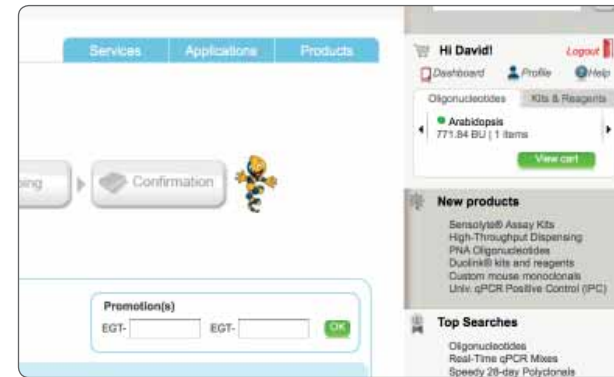 Services Applications Products
ping
Confirmation
Promotion(s)
EGT- EGT- OK
Hi David! Logout
Dashboard Profile Help
Oligonucleotides Kits & Reagents
Arabidopsis
771.84 BU ( 1 items
View cart
New products
Sensolyte® Assay Kits
High-Throughput Dispensing
PNA Oligonucleotides
Duolink® kits and reagents
Custom mouse monoclonals
Univ. qPCR Positive Control (IPC)
Top Searches
Oligonucleotides
Real-Time qPCR Mixes
Speedy 28-day Polyclonals